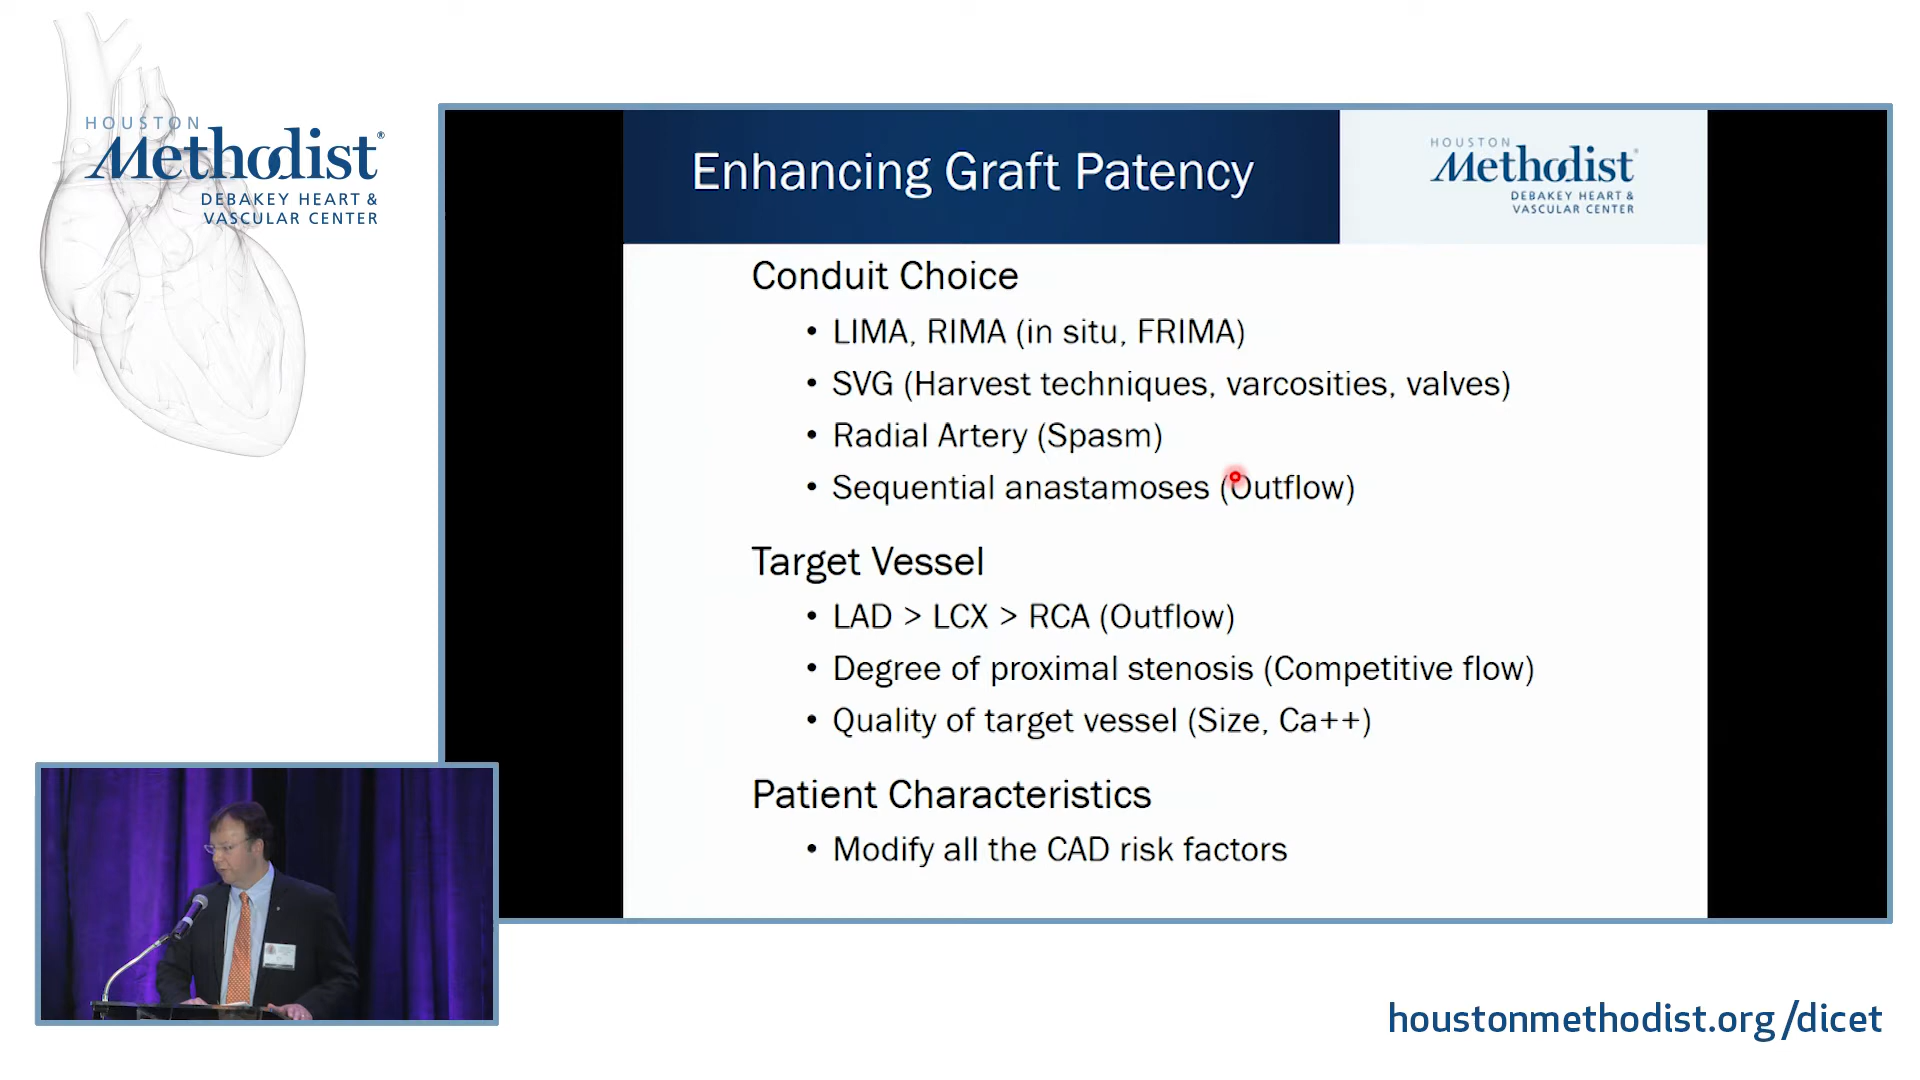 HOUSTON
Methodist®
DEBAKEY HEART &
VASCULAR CENTER
Enhancing Graft Patency
HOUSTON
Methodist®
DEBAKEY HEART &
VASCULAR CENTER
Conduit Choice
• LIMA, RIMA (in situ, FRIMA)
• SVG (Harvest techniques, varcosities, valves)
• Radial Artery (Spasm)
• Sequential anastamoses (Outflow)
Target Vessel
• LAD > LCX > RCA (Outflow)
• Degree of proximal stenosis (Competitive flow)
• Quality of target vessel (Size, Ca++)
Patient Characteristics
• Modify all the CAD risk factors
houstonmethodist.org/dicet